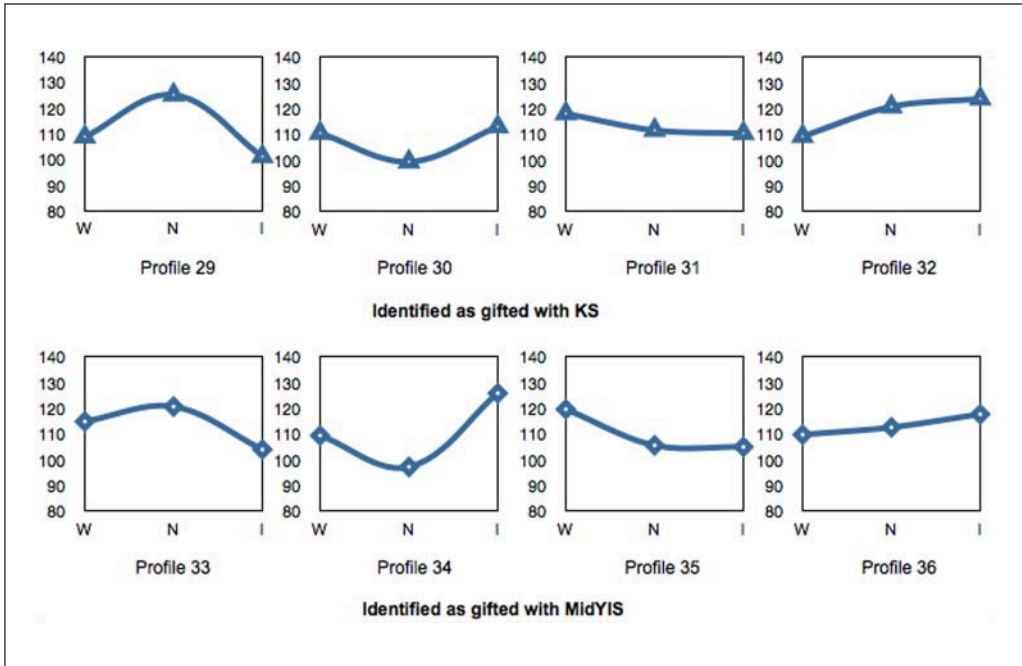 140 140 140 140
130 130 130 130
120 120 120 120
110 110 110 110
100 100 100 100
90 90 90 90
80 80 80 80
W N I W N I W N I W N I
Profile 29 Profile 30 Profile 31 Profile 32
Identified as gifted with KS
140 140 140 140
130 130 130 130
120 120 120 120
110 110 110 110
100 100 100 100
90 90 90 90
80 80 80 80
W N I W N I W N I W N I
Profile 33 Profile 34 Profile 35 Profile 36
Identified as gifted with MidYIS